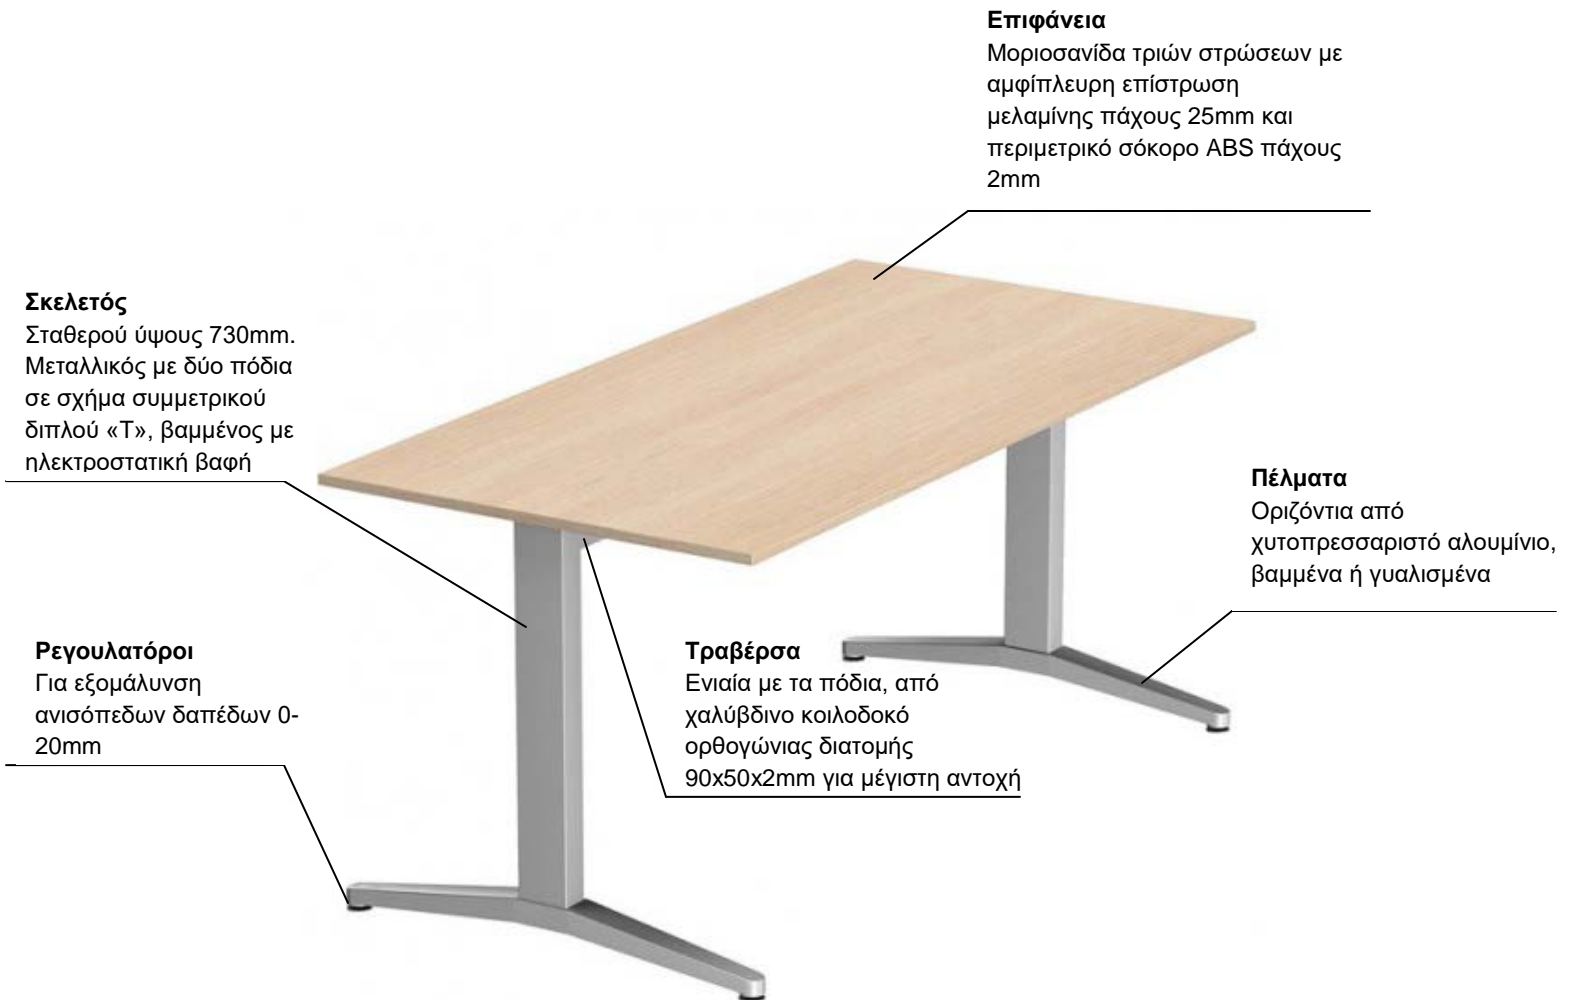 Επιφάνεια
Μοριοσανίδα τριών στρώσεων με
αμφίπλευρη επίστρωση
μελαμίνης πάχους 25mm και
περιμετρικό σόκορο ABS πάχους
2mm
Σκελετός
Σταθερού ύψους 730mm.
Μεταλλικός με δύο πόδια
σε σχήμα συμμετρικού
διπλού «Τ», βαμμένος με
ηλεκτροστατική βαφή
Πέλματα
Οριζόντια από
χυτοπρεσσαριστό αλουμίνιο,
βαμμένα ή γυαλισμένα
Ρεγουλατόροι
Για εξομάλυνση
ανισόπεδων δαπέδων 0-
20mm
Τραβέρσα
Ενιαία με τα πόδια, από
χαλύβδινο κοιλοδοκό
ορθογώνιας διατομής
90x50x2mm για μέγιστη αντοχή